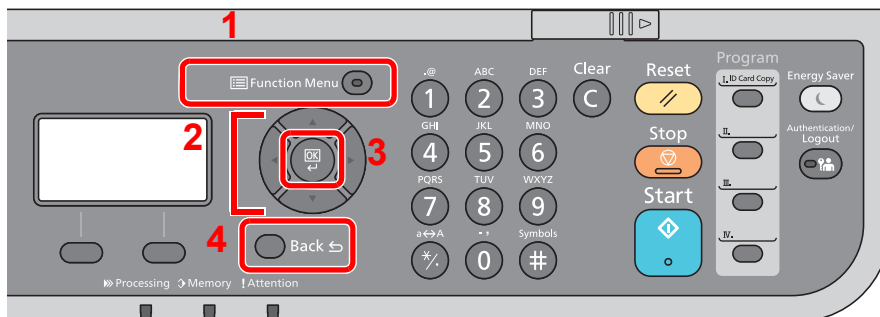 1
Function Menu
2
OK
3
4
Back
Processing Memory ! Attention
.@ ABC DEF Clear
1 2 3 C
GHI JKL MNO
4 5 6
PQRS TUV WXYZ
7 8 9
a↔A - , Symbols
*/. 0 #
Reset
Stop
Start
Program
I. ID Card Copy
II.
III.
IV.
Energy Saver
Authentication/
Logout